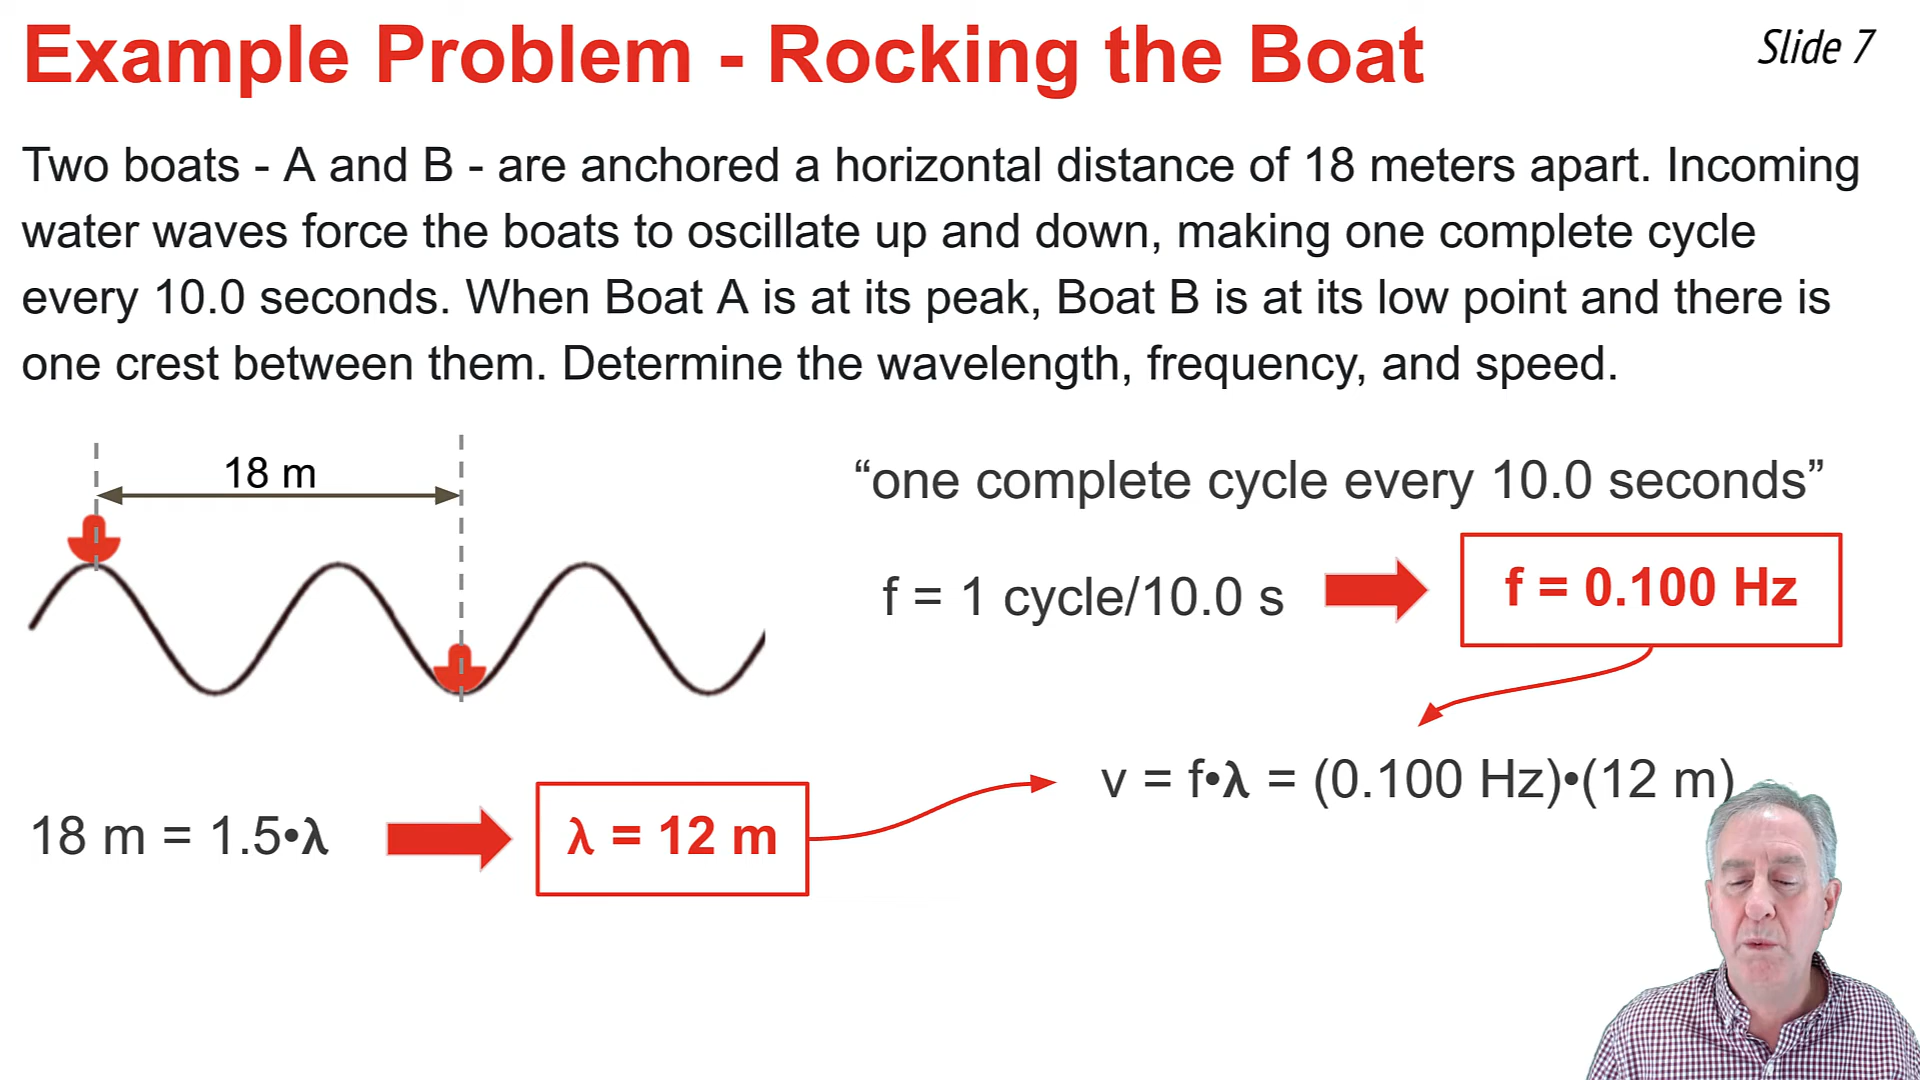 Example Problem - Rocking the Boat
Slide 7
Two boats - A and B - are anchored a horizontal distance of 18 meters apart. Incoming
water waves force the boats to oscillate up and down, making one complete cycle
every 10.0 seconds. When Boat A is at its peak, Boat B is at its low point and there is
one crest between them. Determine the wavelength, frequency, and speed.
18 m
“one complete cycle every 10.0 seconds”
f = 1 cycle/10.0 s
f = 0.100 Hz
v = f•λ = (0.100 Hz)•(12 m)
18 m = 1.5•λ
λ = 12 m